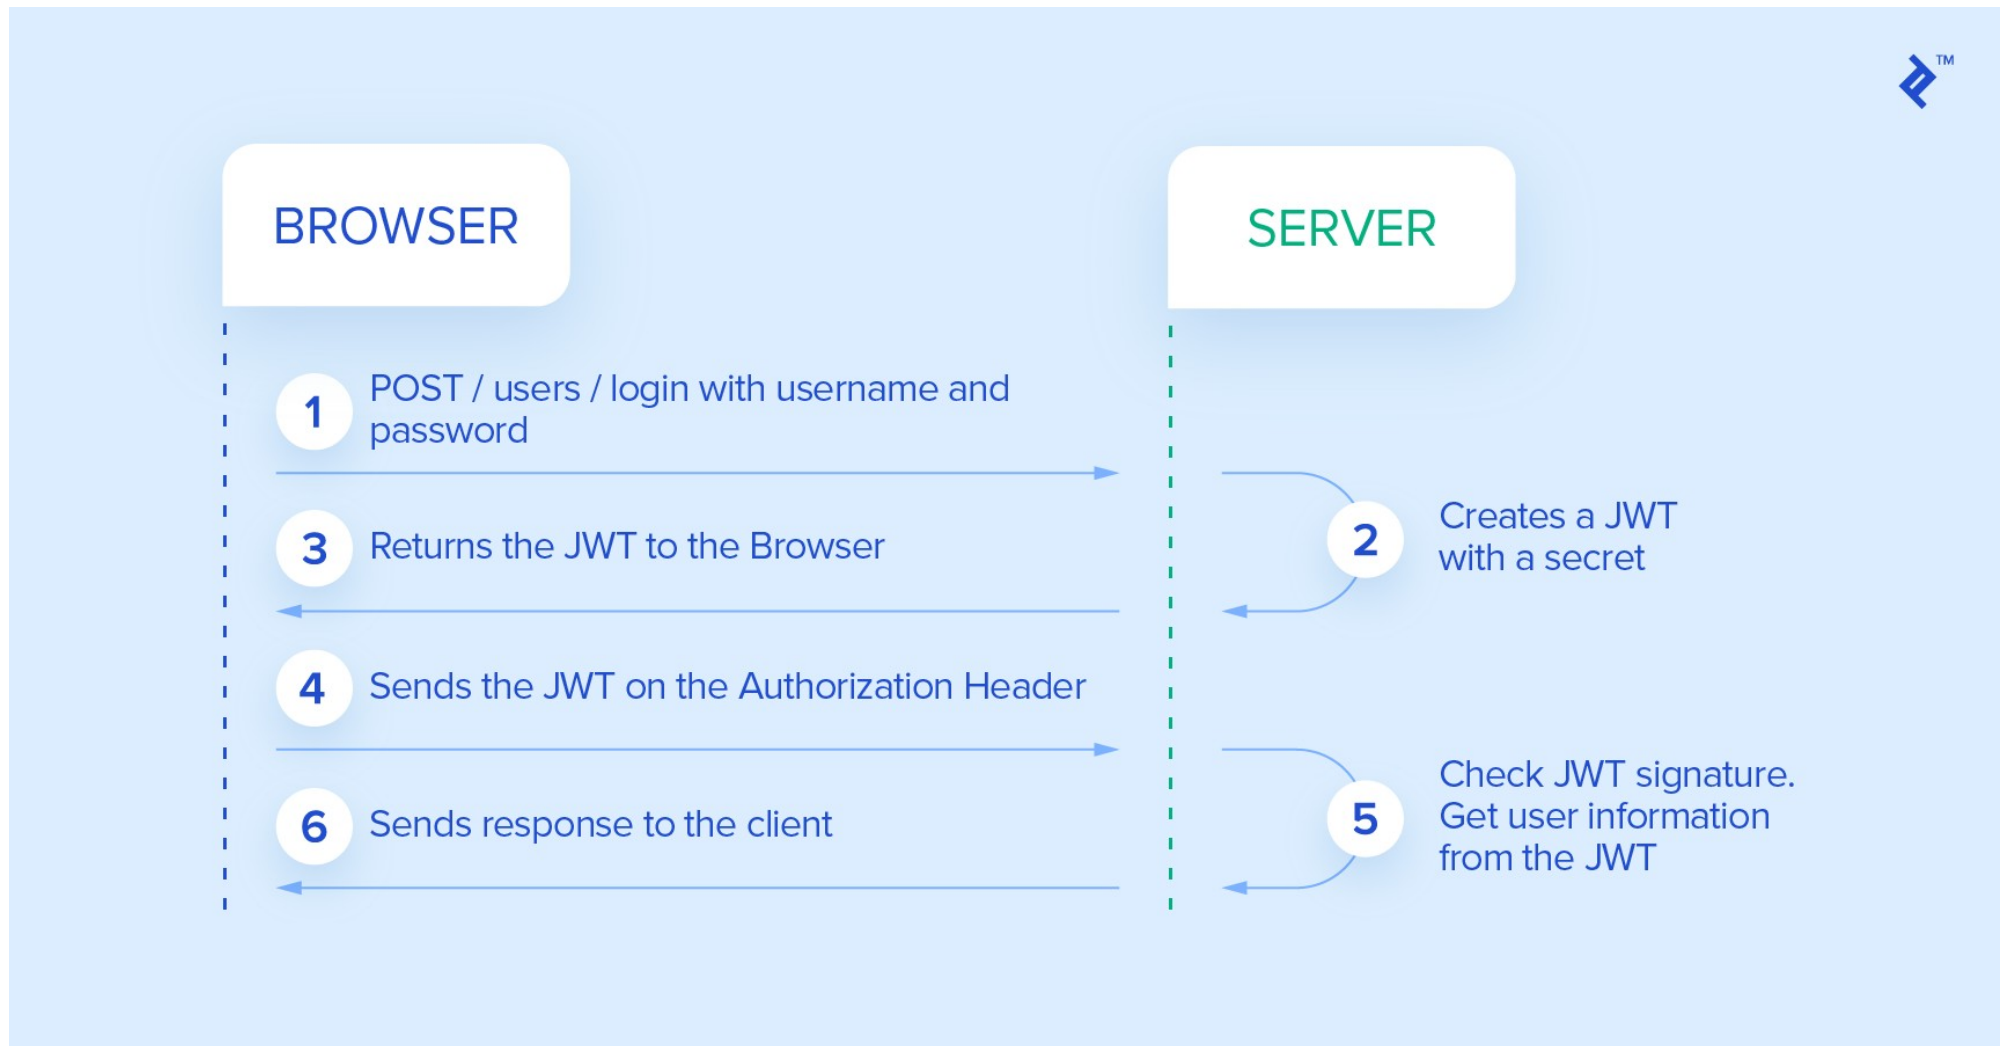 TM
BROWSER
SERVER
1
POST / users / login with username and
password
2
Creates a JWT
with a secret
3
Returns the JWT to the Browser
4
Sends the JWT on the Authorization Header
5
Check JWT signature.
Get user information
from the JWT
6
Sends response to the client